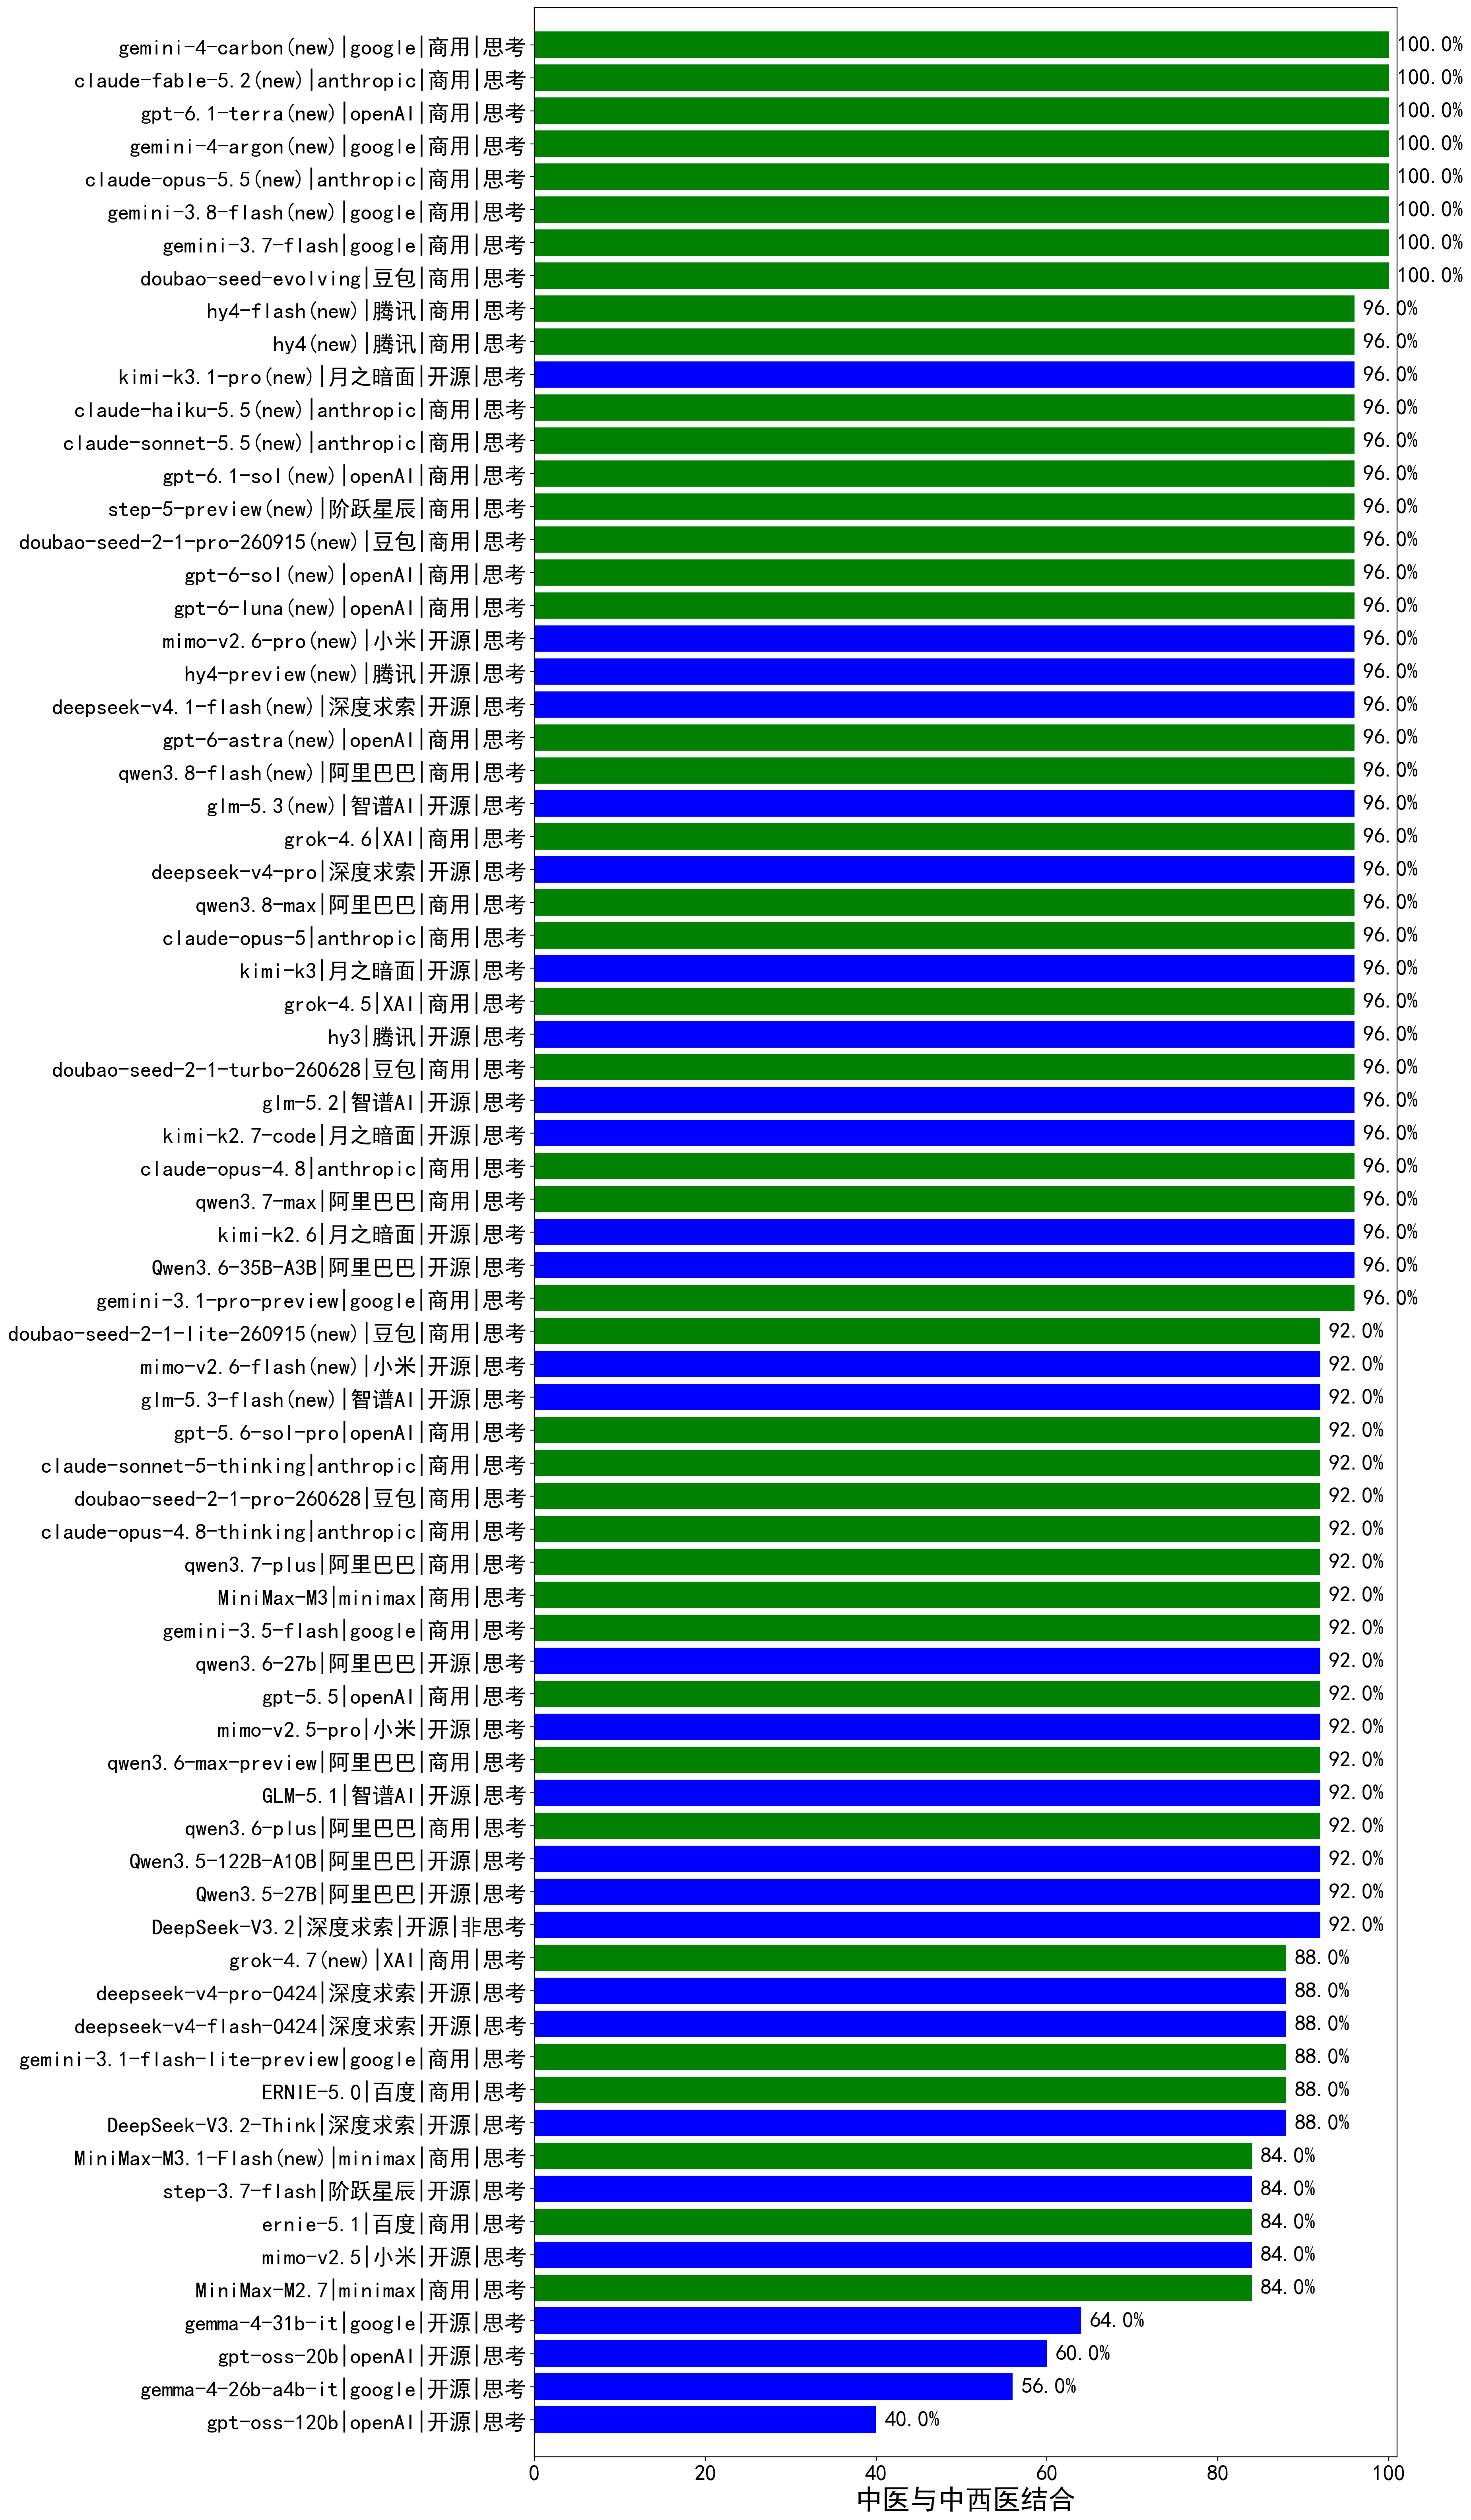 gemini-4-carbon(new)|google|商用|思考 100.0%
claude-fable-5.2(new)|anthropic|商用|思考 100.0%
gpt-6.1-terra(new)|openAI|商用|思考 100.0%
gemini-4-argon(new)|google|商用|思考 100.0%
claude-opus-5.5(new)|anthropic|商用|思考 100.0%
gemini-3.8-flash(new)|google|商用|思考 100.0%
gemini-3.7-flash|google|商用|思考 100.0%
doubao-seed-evolving|豆包|商用|思考 100.0%
hy4-flash(new)|腾讯|商用|思考 96.0%
hy4(new)|腾讯|商用|思考 96.0%
kimi-k3.1-pro(new)|月之暗面|开源|思考 96.0%
claude-haiku-5.5(new)|anthropic|商用|思考 96.0%
claude-sonnet-5.5(new)|anthropic|商用|思考 96.0%
gpt-6.1-sol(new)|openAI|商用|思考 96.0%
step-5-preview(new)|阶跃星辰|商用|思考 96.0%
doubao-seed-2-1-pro-260915(new)|豆包|商用|思考 96.0%
gpt-6-sol(new)|openAI|商用|思考 96.0%
gpt-6-luna(new)|openAI|商用|思考 96.0%
mimo-v2.6-pro(new)|小米|开源|思考 96.0%
hy4-preview(new)|腾讯|开源|思考 96.0%
deepseek-v4.1-flash(new)|深度求索|开源|思考 96.0%
gpt-6-astra(new)|openAI|商用|思考 96.0%
qwen3.8-flash(new)|阿里巴巴|商用|思考 96.0%
glm-5.3(new)|智谱AI|开源|思考 96.0%
grok-4.6|XAI|商用|思考 96.0%
deepseek-v4-pro|深度求索|开源|思考 96.0%
qwen3.8-max|阿里巴巴|商用|思考 96.0%
claude-opus-5|anthropic|商用|思考 96.0%
kimi-k3|月之暗面|开源|思考 96.0%
grok-4.5|XAI|商用|思考 96.0%
hy3|腾讯|开源|思考 96.0%
doubao-seed-2-1-turbo-260628|豆包|商用|思考 96.0%
glm-5.2|智谱AI|开源|思考 96.0%
kimi-k2.7-code|月之暗面|开源|思考 96.0%
claude-opus-4.8|anthropic|商用|思考 96.0%
qwen3.7-max|阿里巴巴|商用|思考 96.0%
kimi-k2.6|月之暗面|开源|思考 96.0%
Qwen3.6-35B-A3B|阿里巴巴|开源|思考 96.0%
gemini-3.1-pro-preview|google|商用|思考 96.0%
doubao-seed-2-1-lite-260915(new)|豆包|商用|思考 92.0%
mimo-v2.6-flash(new)|小米|开源|思考 92.0%
glm-5.3-flash(new)|智谱AI|开源|思考 92.0%
gpt-5.6-sol-pro|openAI|商用|思考 92.0%
claude-sonnet-5-thinking|anthropic|商用|思考 92.0%
doubao-seed-2-1-pro-260628|豆包|商用|思考 92.0%
claude-opus-4.8-thinking|anthropic|商用|思考 92.0%
qwen3.7-plus|阿里巴巴|商用|思考 92.0%
MiniMax-M3|minimax|商用|思考 92.0%
gemini-3.5-flash|google|商用|思考 92.0%
qwen3.6-27b|阿里巴巴|开源|思考 92.0%
gpt-5.5|openAI|商用|思考 92.0%
mimo-v2.5-pro|小米|开源|思考 92.0%
qwen3.6-max-preview|阿里巴巴|商用|思考 92.0%
GLM-5.1|智谱AI|开源|思考 92.0%
qwen3.6-plus|阿里巴巴|商用|思考 92.0%
Qwen3.5-122B-A10B|阿里巴巴|开源|思考 92.0%
Qwen3.5-27B|阿里巴巴|开源|思考 92.0%
DeepSeek-V3.2|深度求索|开源|非思考 92.0%
grok-4.7(new)|XAI|商用|思考 88.0%
deepseek-v4-pro-0424|深度求索|开源|思考 88.0%
deepseek-v4-flash-0424|深度求索|开源|思考 88.0%
gemini-3.1-flash-lite-preview|google|商用|思考 88.0%
ERNIE-5.0|百度|商用|思考 88.0%
DeepSeek-V3.2-Think|深度求索|开源|思考 88.0%
MiniMax-M3.1-Flash(new)|minimax|商用|思考 84.0%
step-3.7-flash|阶跃星辰|开源|思考 84.0%
ernie-5.1|百度|商用|思考 84.0%
mimo-v2.5|小米|开源|思考 84.0%
MiniMax-M2.7|minimax|商用|思考 84.0%
gemma-4-31b-it|google|开源|思考 64.0%
gpt-oss-20b|openAI|开源|思考 60.0%
gemma-4-26b-a4b-it|google|开源|思考 56.0%
gpt-oss-120b|openAI|开源|思考 40.0%
0 20 40 60 80 100
中医与中西医结合